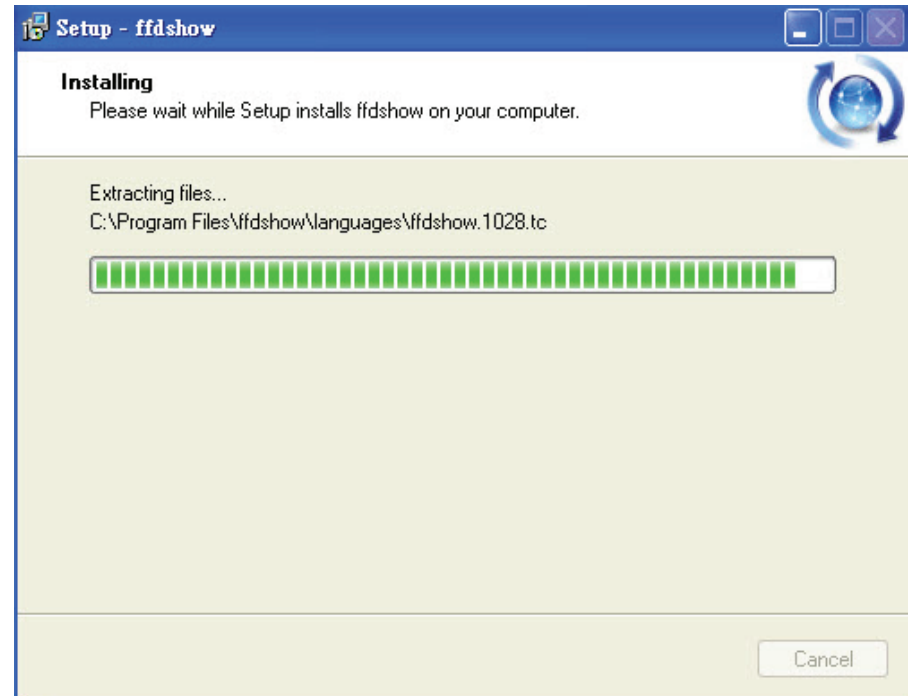 Setup - ffdshow
Installing
Please wait while Setup installs ffdshow on your computer.
Extracting files...
C:\Program Files\ffdshow\languages\ffdshow.1028.tc
Cancel